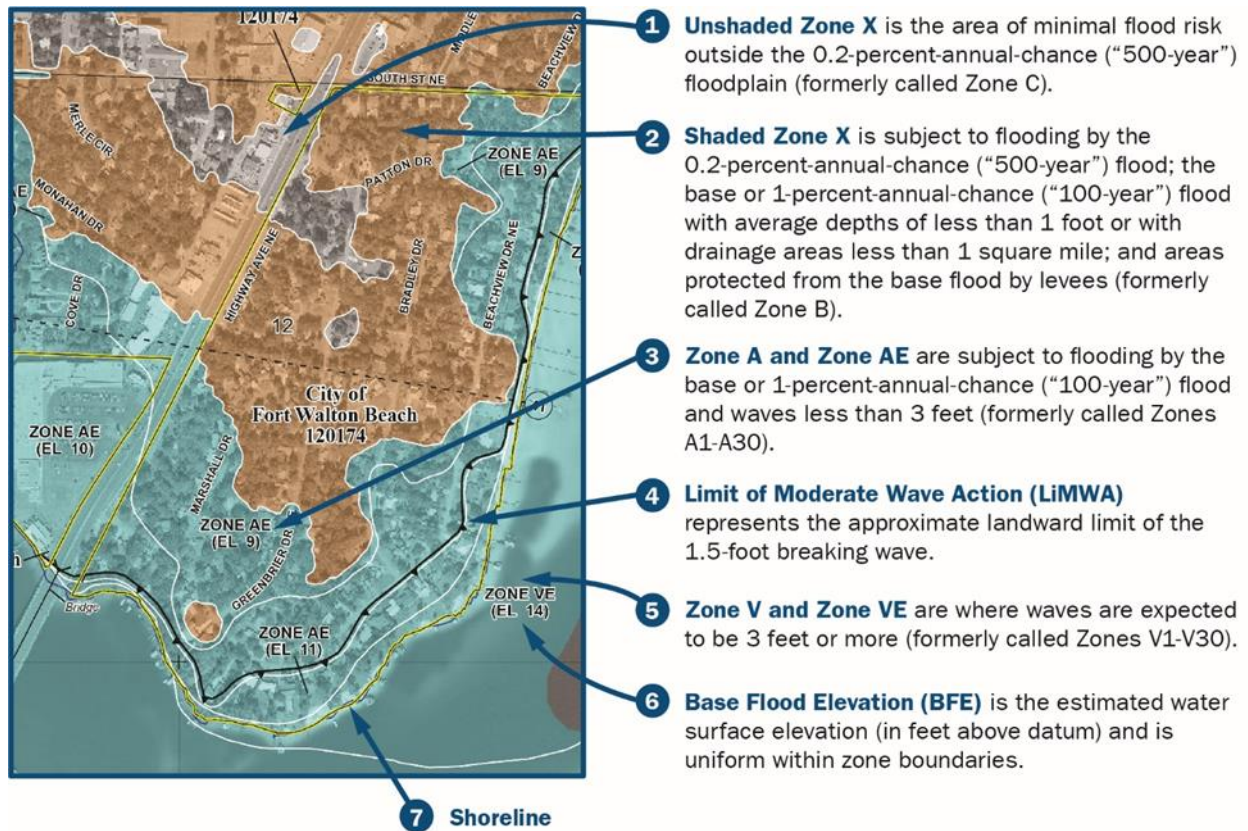 120174
MIDDLE
BEACHVIEW D
SOUTH ST NE
MERLE CIR
MONAHAN DR
PATTON DR
ZONE AE
(EL 9)
AE
COVE DR
HIGHWAY AVE NE
BRADLEY DR
BEACHVIEW DR NE
12
City of
Fort Walton Beach
120174
ZONE AE
(EL 10)
MARSHALL DR
ZONE AE
(EL 9)
GREENBRIER DR
ZONE VE
(EL 14)
Bridge
ZONE AE
(EL 11)
1 Unshaded Zone X is the area of minimal flood risk
outside the 0.2-percent-annual-chance (“500-year”)
floodplain (formerly called Zone C).
2 Shaded Zone X is subject to flooding by the
0.2-percent-annual-chance (“500-year”) flood; the
base or 1-percent-annual-chance (“100-year”) flood
with average depths of less than 1 foot or with
drainage areas less than 1 square mile; and areas
protected from the base flood by levees (formerly
called Zone B).
3 Zone A and Zone AE are subject to flooding by the
base or 1-percent-annual-chance (“100-year”) flood
and waves less than 3 feet (formerly called Zones
A1-A30).
4 Limit of Moderate Wave Action (LiMWA)
represents the approximate landward limit of the
1.5-foot breaking wave.
5 Zone V and Zone VE are where waves are expected
to be 3 feet or more (formerly called Zones V1-V30).
6 Base Flood Elevation (BFE) is the estimated water
surface elevation (in feet above datum) and is
uniform within zone boundaries.
7 Shoreline